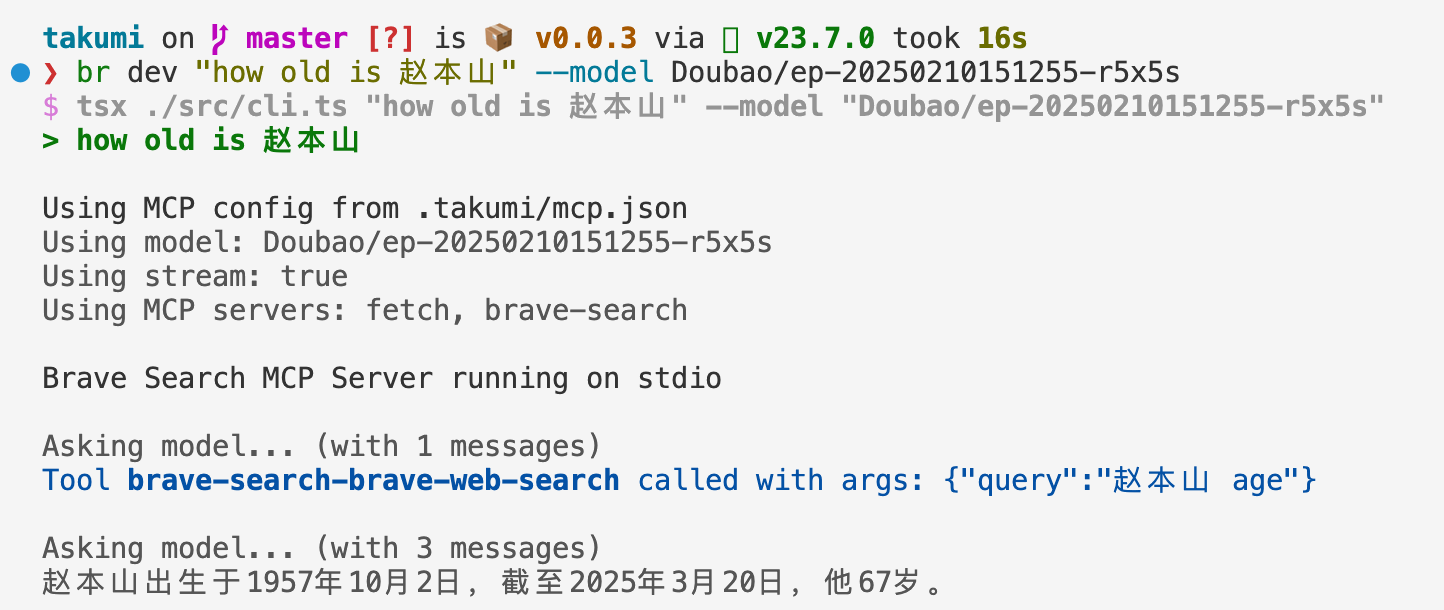 takumi on master [?] is 📦 v0.0.3 via v23.7.0 took 16s
❯ br dev "how old is 赵本山" --model Doubao/ep-20250210151255-r5x5s
$ tsx ./src/cli.ts "how old is 赵本山" --model "Doubao/ep-20250210151255-r5x5s"
> how old is 赵本山
Using MCP config from .takumi/mcp.json
Using model: Doubao/ep-20250210151255-r5x5s
Using stream: true
Using MCP servers: fetch, brave-search
Brave Search MCP Server running on stdio
Asking model... (with 1 messages)
Tool brave-search-brave-web-search called with args: {"query":"赵本山 age"}
Asking model... (with 3 messages)
赵本山出生于1957年10月2日，截至2025年3月20日，他67岁。